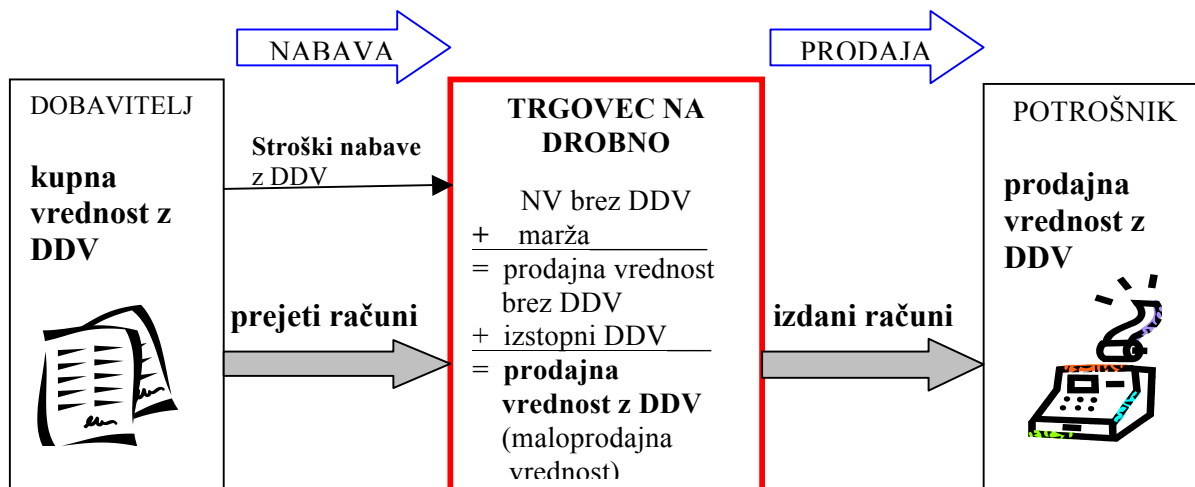 NABAVA
PRODAJA
DOBAVITELJ
kupna
vrednost z
DDV
Stroški nabave
z DDV
prejeti računi
TRGOVEC NA
DROBNO
NV brez DDV
+ marža
= prodajna vrednost
brez DDV
+ izstopni DDV
= prodajna
vrednost z DDV
(maloprodajna
vrednost)
izdani računi
POTROŠNIK
prodajna
vrednost z
DDV